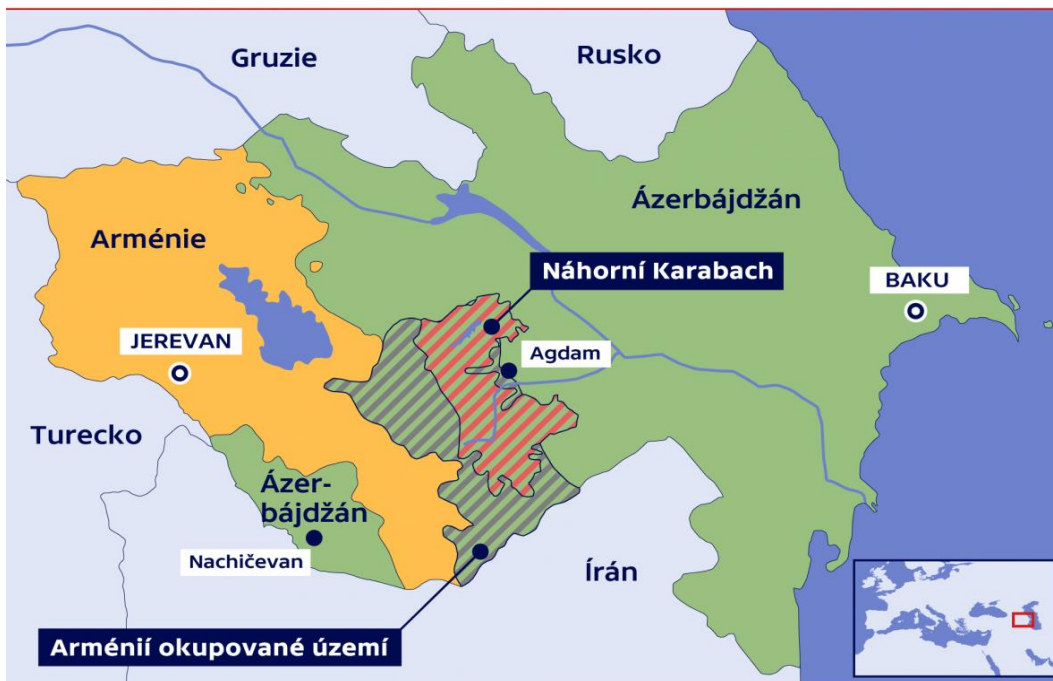 Gruzie
Rusko
Ázerbájdžán
Arménie
Náhorní Karabach
BAKU
JEREVAN
Agdam
Turecko
Ázer-
bájdžán
Nachičevan
Írán
Arménií okupované území